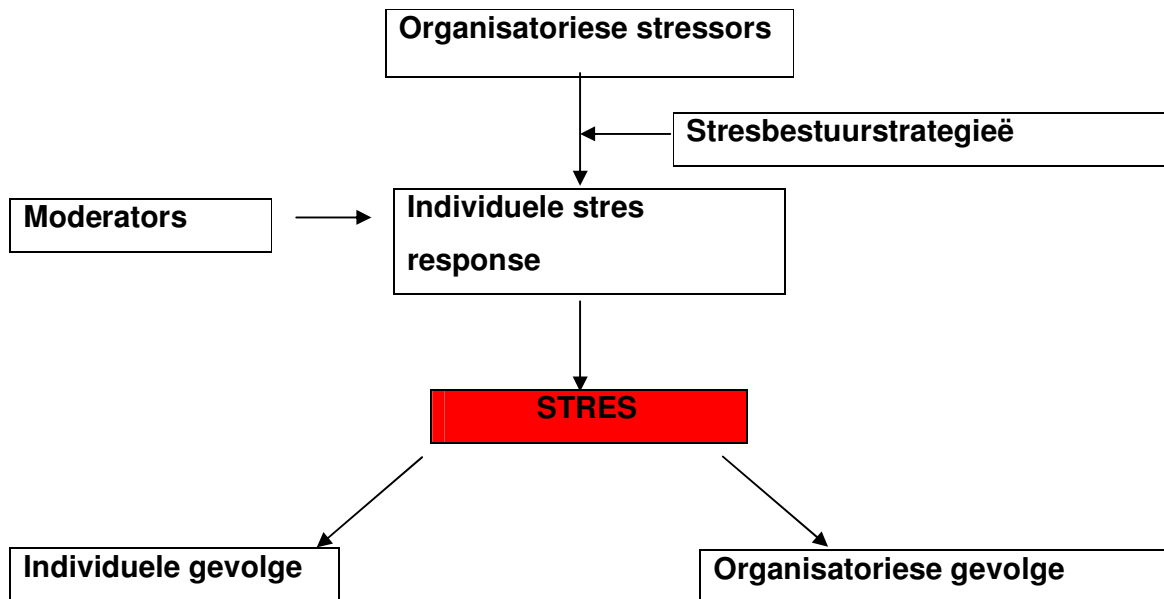 Organisatoriese stressors
Stresbestuurstrategieë
Moderators
Individuele stres
response
STRES
Individuele gevolge
Organisatoriese gevolge